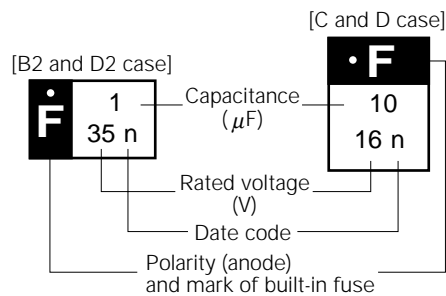 [C and D case]
[B2 and D2 case]
· F
F
1
35 n
Capacitance
(μF)
10
16 n
Rated voltage
(V)
Date code
Polarity (anode)
and mark of built-in fuse